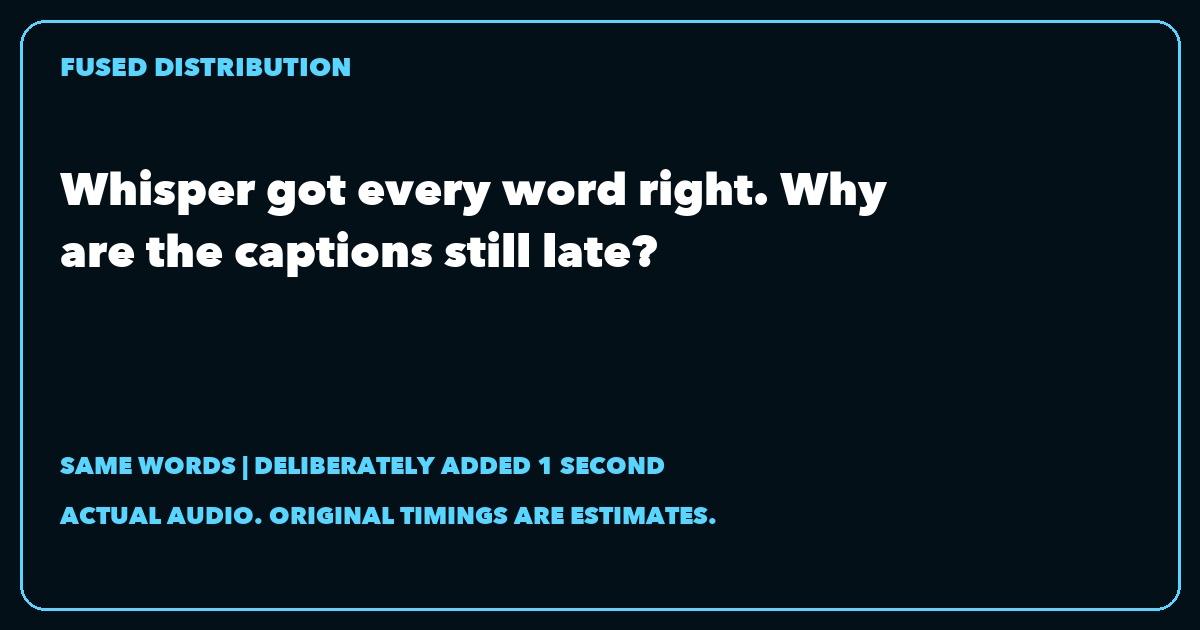 FUSED DISTRIBUTION
Whisper got every word right. Why
are the captions still late?
SAME WORDS | DELIBERATELY ADDED 1 SECOND
ACTUAL AUDIO. ORIGINAL TIMINGS ARE ESTIMATES.